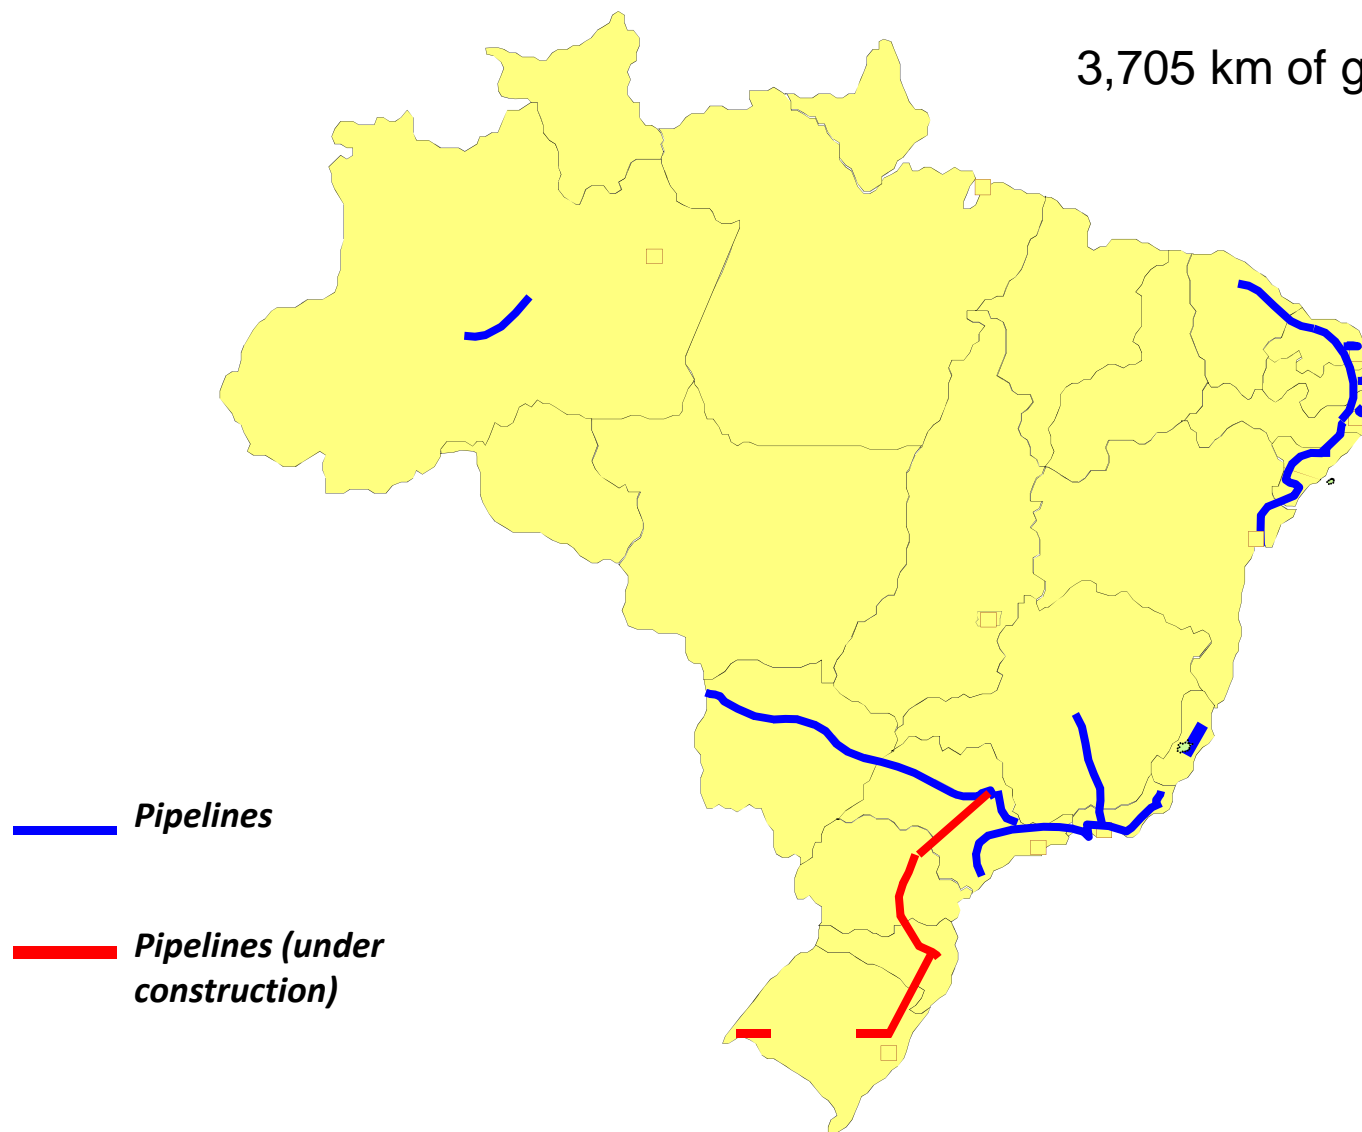 3,705 km of g
Pipelines
Pipelines (under
construction)